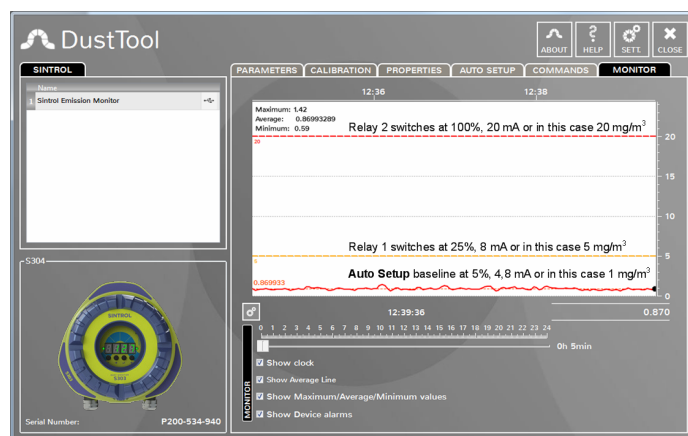 DustTool
ABOUT
HELP
SETT.
CLOSE
SINTROL
PARAMETERS
CALIBRATION
PROPERTIES
AUTO SETUP
COMMANDS
MONITOR
Name
1 Sintrol Emission Monitor
12:36
12:38
Maximum: 1.42
Average: 0.86993289
Minimum: 0.59
Relay 2 switches at 100%, 20 mA or in this case 20 mg/m³
20
20
15
10
Relay 1 switches at 25%, 8 mA or in this case 5 mg/m³
5
5
Auto Setup baseline at 5%, 4,8 mA or in this case 1 mg/m³
0.869933
0
12:39:36
0.870
0 1 2 3 4 5 6 7 8 9 10 11 12 13 14 15 16 17 18 19 20 21 22 23 24
0h 5min
MONITOR
Show clock
Show Average Line
Show Maximum/Average/Minimum values
Show Device alarms
S304
SINTROL
S303
Serial Number:
P200-534-940